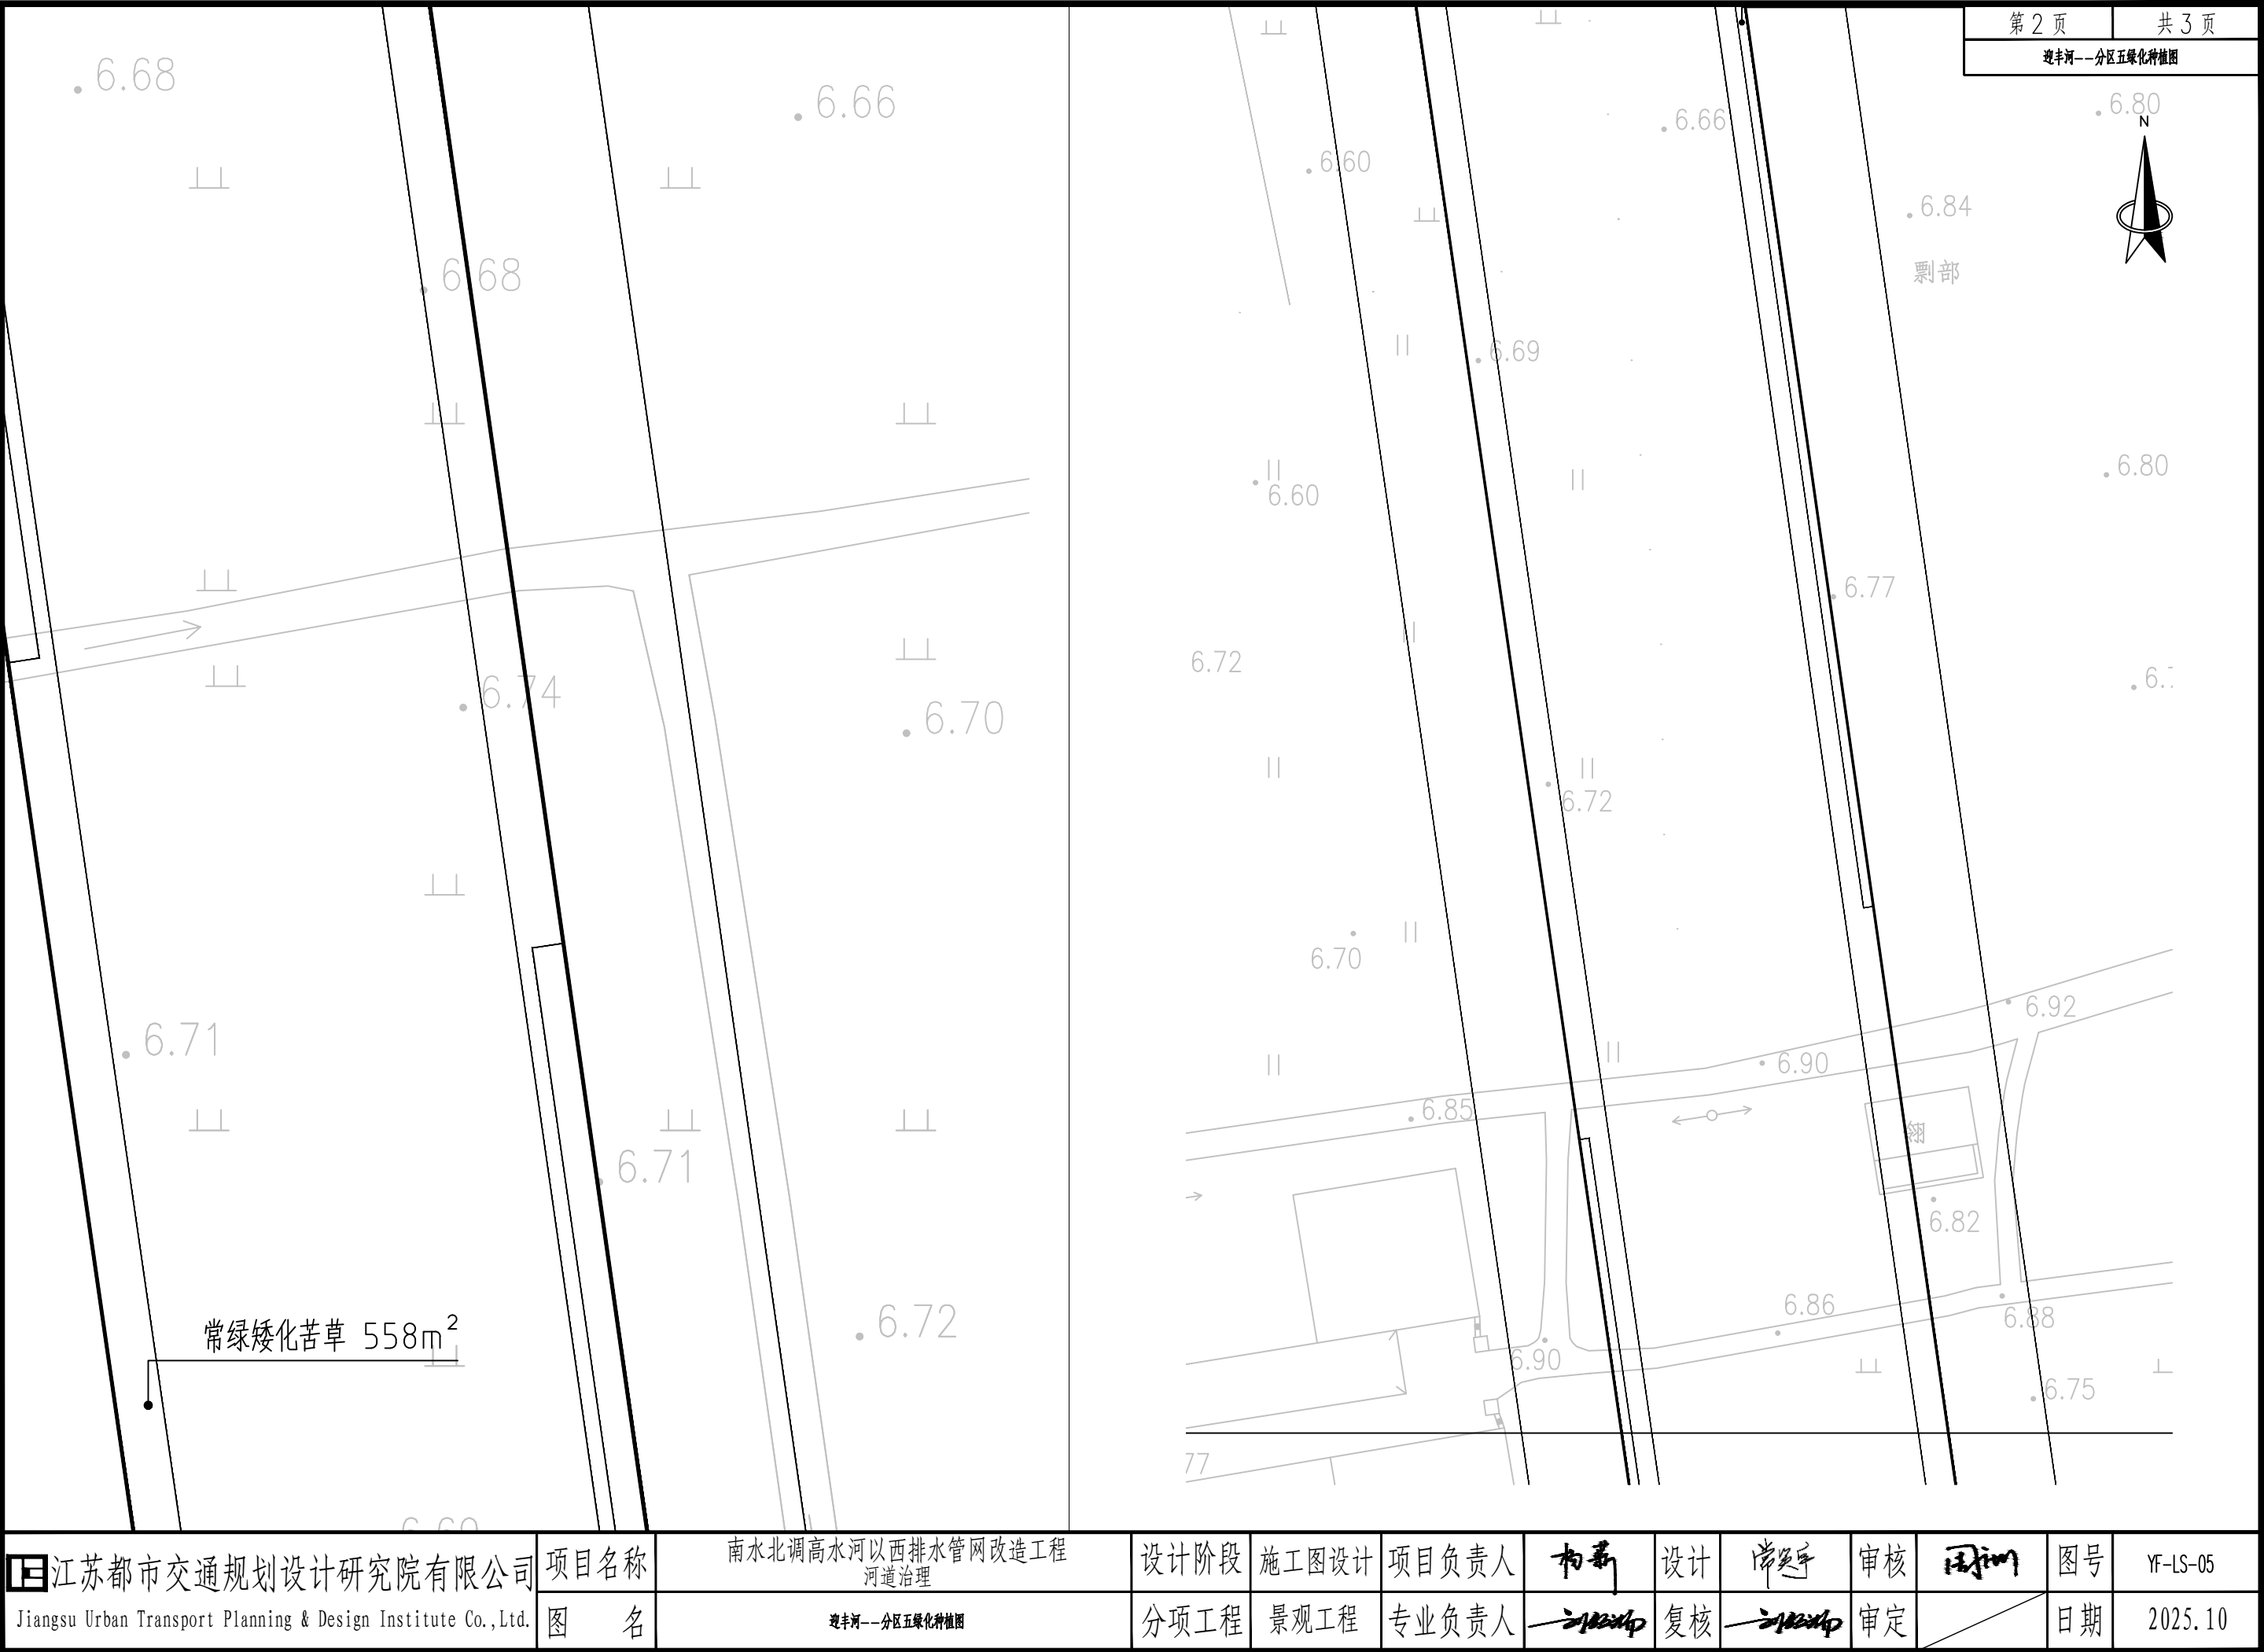 第 2 页 共 3 页
迎丰河--分区五绿化种植图
N
6.68
6.66
6.68
6.74
6.70
6.71
6.71
6.72
常绿矮化苦草 558m²
6.66
6.80
6.60
6.84
剽部
6.69
6.60
6.80
6.77
6.72
6.72
6.70
6.92
6.90
6.85
6.82
6.86
6.88
6.90
6.75
77
江苏都市交通规划设计研究院有限公司
Jiangsu Urban Transport Planning & Design Institute Co.,Ltd.
项目名称 南水北调高水河以西排水管网改造工程
河道治理
图 名 迎丰河--分区五绿化种植图
设计阶段 施工图设计 项目负责人 设计 审核 图号 YF-LS-05
分项工程 景观工程 专业负责人 复核 审定 日期 2025.10